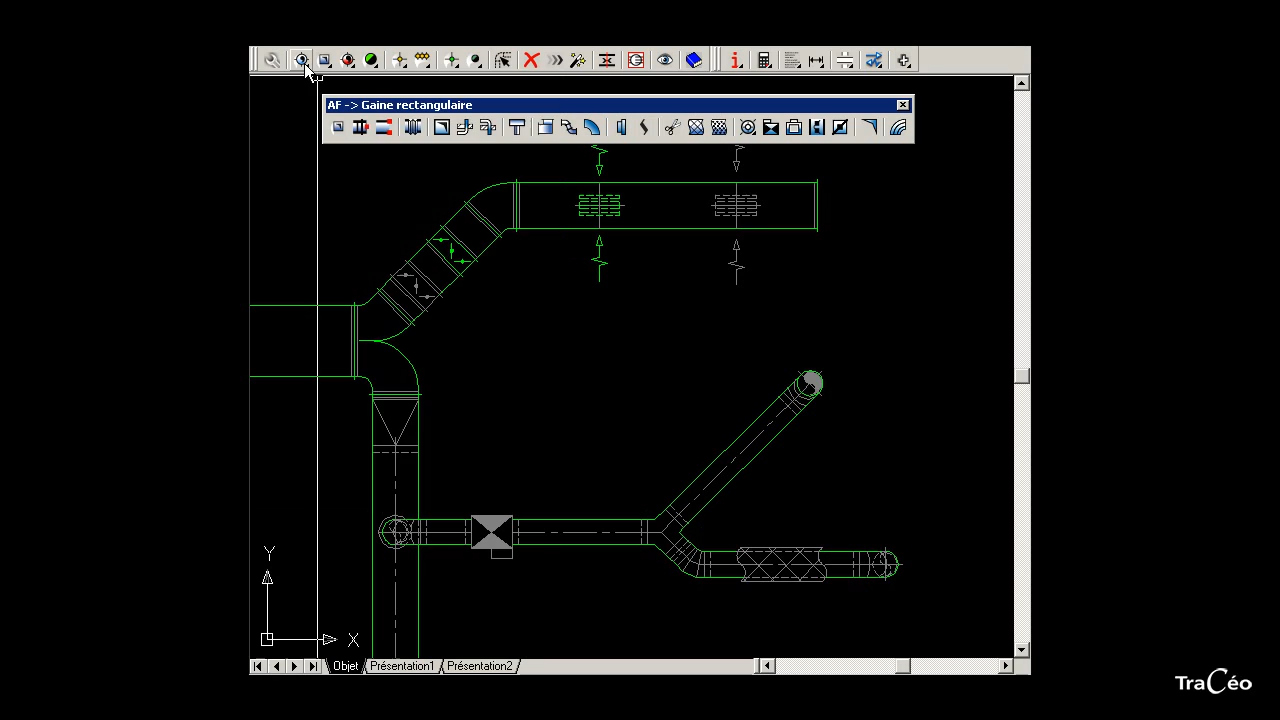 AF -> Gaine rectangulaire
Y
X
Objet
Présentation1
Présentation2
TraCéo